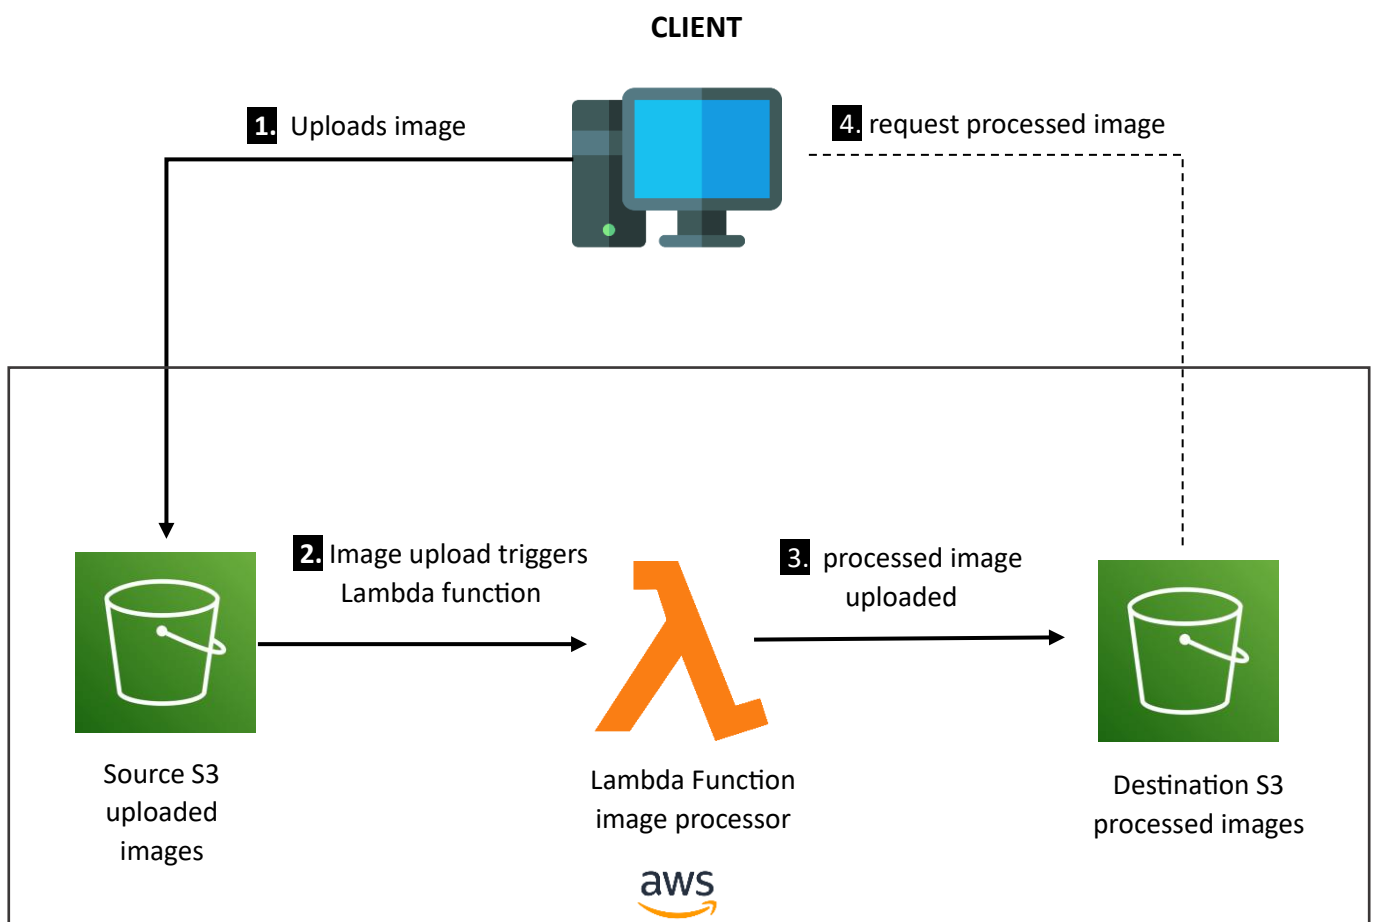 CLIENT
1. Uploads image
4. request processed image
2. Image upload triggers
Lambda function
3. processed image
uploaded
Source S3
uploaded
images
Lambda Function
image processor
Destination S3
processed images
aws